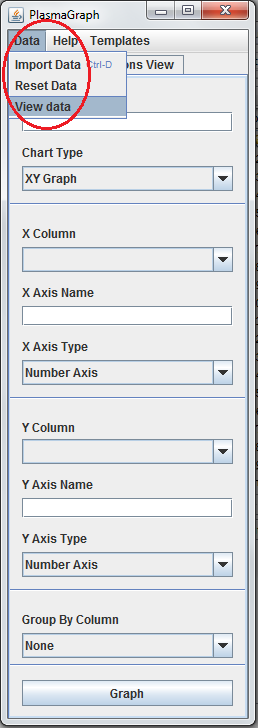 PlasmaGraph
Data Help Templates
Import Data Ctrl-D
Reset Data
View data
ons View
Chart Type
XY Graph
X Column
X Axis Name
X Axis Type
Number Axis
Y Column
Y Axis Name
Y Axis Type
Number Axis
Group By Column
None
Graph